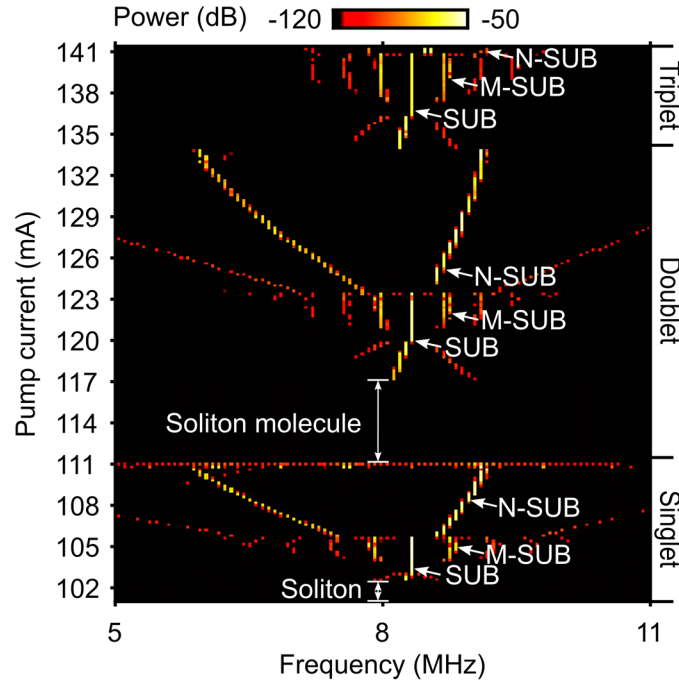 Power (dB) -120 -50
141
138
135
132
129
126
123
120
117
114
111
108
105
102
Pump current (mA)
N-SUB
M-SUB
SUB
N-SUB
M-SUB
SUB
Soliton molecule
N-SUB
M-SUB
SUB
Soliton
Triplet
Doublet
Singlet
5 8 11
Frequency (MHz)